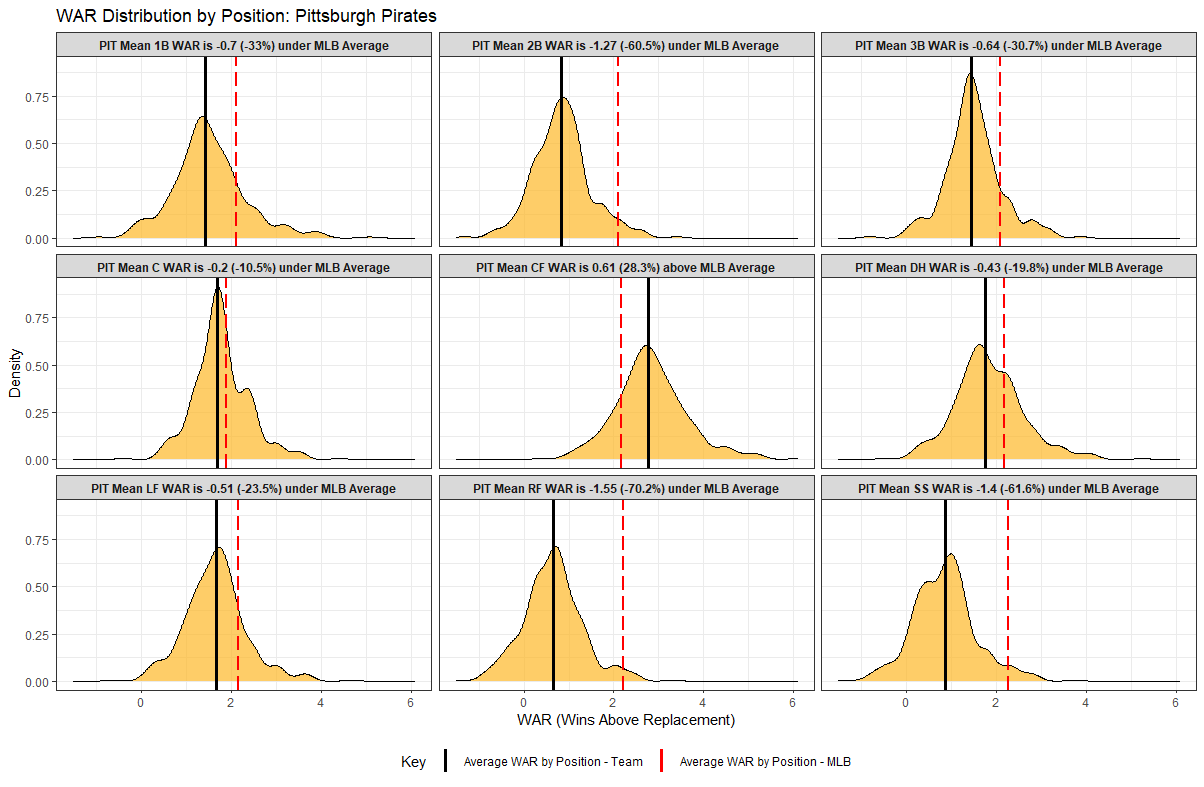 WAR Distribution by Position: Pittsburgh Pirates
PIT Mean 1B WAR is -0.7 (-33%) under MLB Average
PIT Mean 2B WAR is -1.27 (-60.5%) under MLB Average
PIT Mean 3B WAR is -0.64 (-30.7%) under MLB Average
0.75
0.50
0.25
0.00
PIT Mean C WAR is -0.2 (-10.5%) under MLB Average
PIT Mean CF WAR is 0.61 (28.3%) above MLB Average
PIT Mean DH WAR is -0.43 (-19.8%) under MLB Average
0.75
0.50
0.25
0.00
Density
PIT Mean LF WAR is -0.51 (-23.5%) under MLB Average
PIT Mean RF WAR is -1.55 (-70.2%) under MLB Average
PIT Mean SS WAR is -1.4 (-61.6%) under MLB Average
0.75
0.50
0.25
0.00
0 2 4 6
0 2 4 6
0 2 4 6
WAR (Wins Above Replacement)
Key
Average WAR by Position - Team
Average WAR by Position - MLB